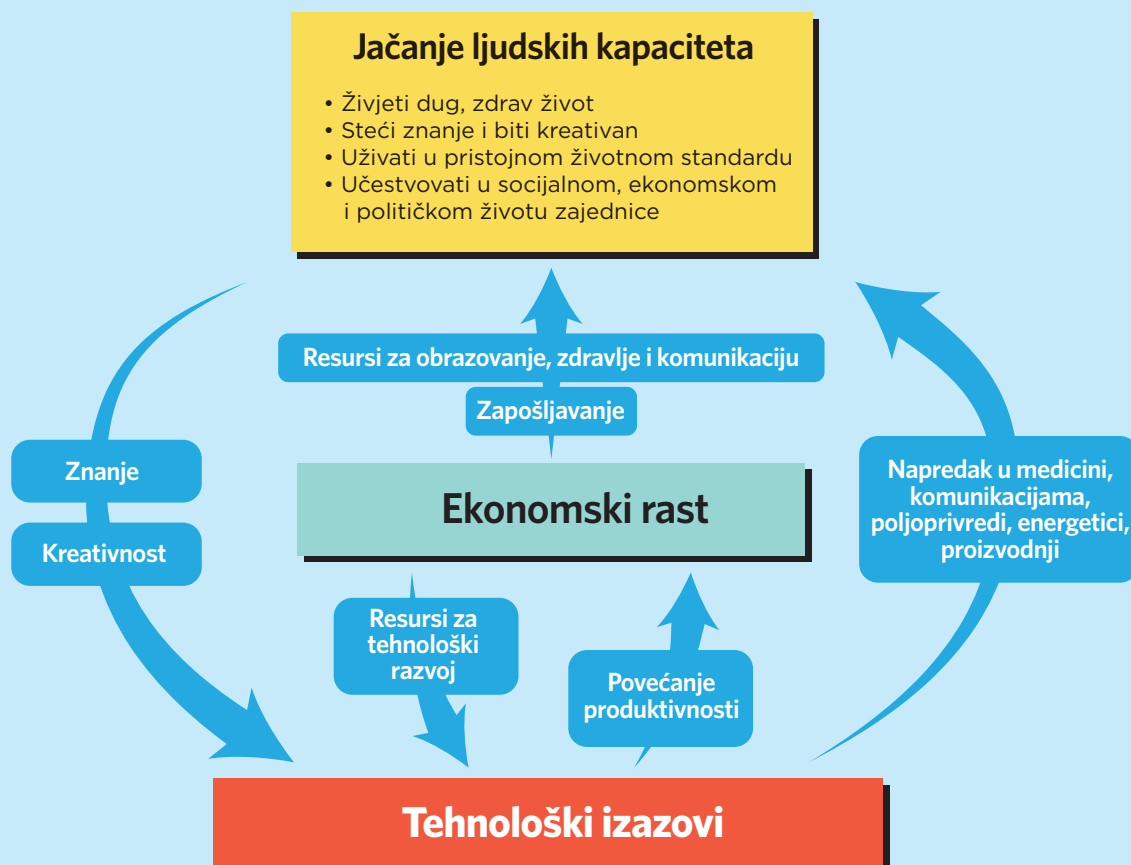 Jačanje ljudskih kapaciteta
• Živjeti dug, zdrav život
• Steći znanje i biti kreativan
• Uživati u pristojnom životnom standardu
• Učestvovati u socijalnom, ekonomskom
i političkom životu zajednice
Resursi za obrazovanje, zdravlje i komunikaciju
Zapošljavanje
Znanje
Kreativnost
Napredak u medicini,
komunikacijama,
poljoprivredi, energetici,
proizvodnji
Ekonomski rast
Resursi za
tehnološki
razvoj
Povećanje
produktivnosti
Tehnološki izazovi